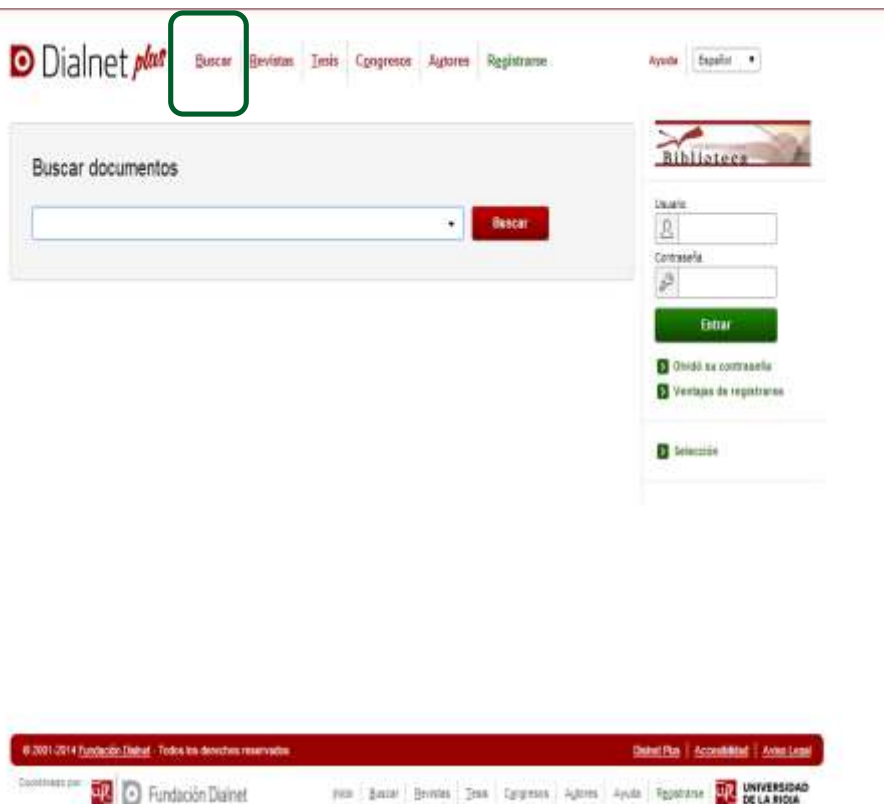 Dialnet plus
Buscar Revistas Tesis Congresos Autores Registrarse
Ayuda Español
Buscar documentos
Buscar
Biblioteca
Usuario
Contraseña
Entrar
Olvidó su contraseña
Ventajas de registrarse
Selección
© 2001-2014 Fundación Dialnet · Todos los derechos reservados
Dialnet Plus Accesibilidad Aviso Legal
Coordinado por:
Fundación Dialnet
Inicio Buscar Revistas Tesis Congresos Autores Ayuda Registrarse
UNIVERSIDAD
DE LA RIOJA